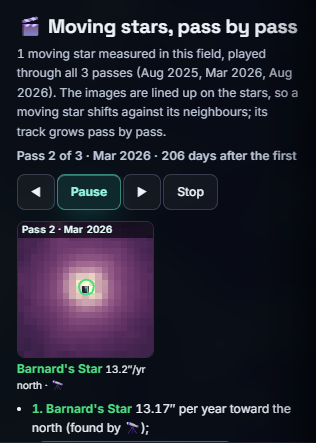 🎬 Moving stars, pass by pass
1 moving star measured in this field, played
through all 3 passes (Aug 2025, Mar 2026, Aug
2026). The images are lined up on the stars, so a
moving star shifts against its neighbours; its
track grows pass by pass.
Pass 2 of 3 · Mar 2026 · 206 days after the first
◀ Pause ▶ Stop
Pass 2 · Mar 2026
Barnard's Star 13.2″/yr
north · 🔭
• 1. Barnard's Star 13.17″ per year toward the
north (found by 🔭);